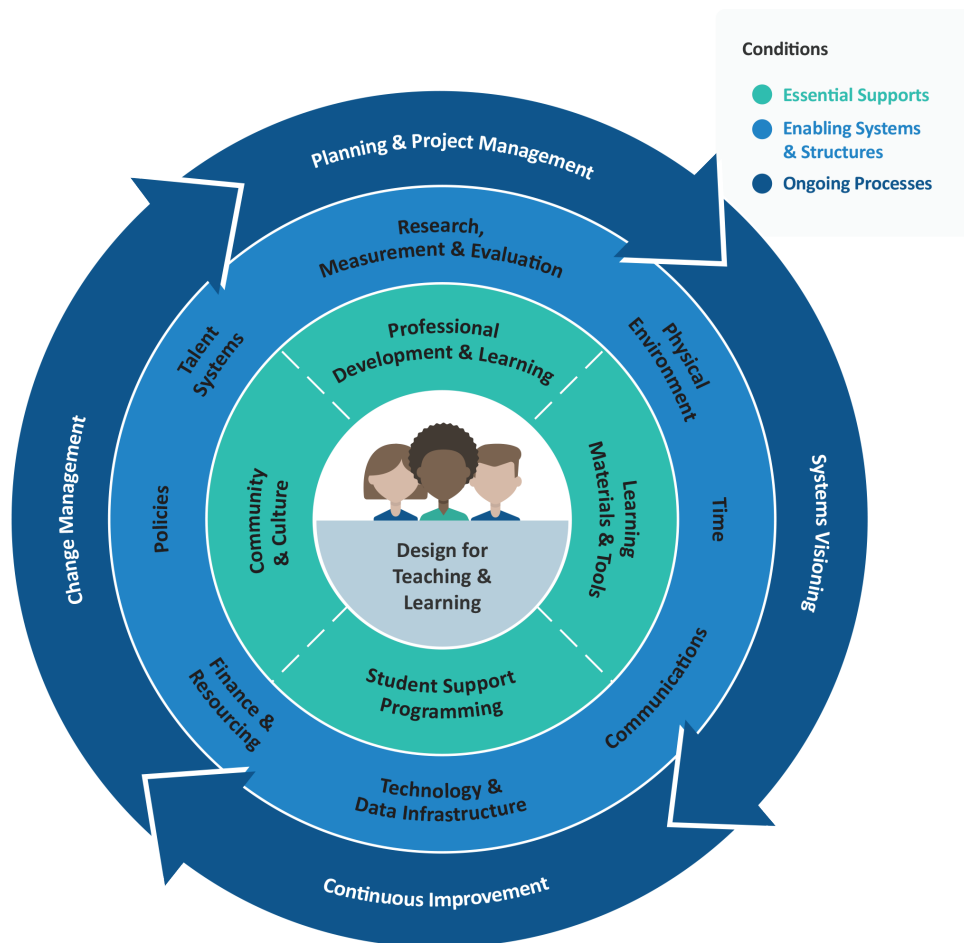 Conditions
Essential Supports
Enabling Systems
& Structures
Ongoing Processes
Planning & Project Management
Systems Visioning
Continuous Improvement
Change Management
Research,
Measurement & Evaluation
Physical
Environment
Time
Communications
Technology &
Data Infrastructure
Finance &
Resourcing
Policies
Talent
Systems
Professional
Development & Learning
Learning
Materials & Tools
Student Support
Programming
Community
& Culture
Design for
Teaching &
Learning